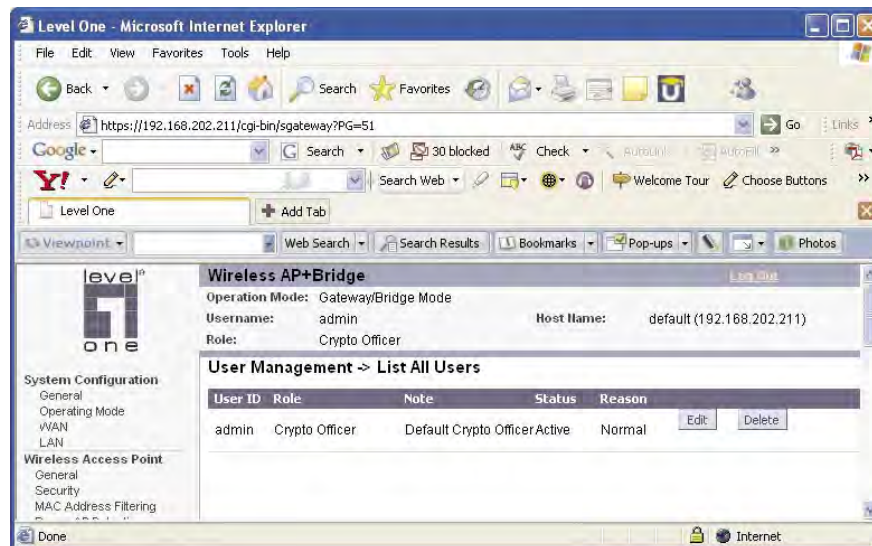 Level One - Microsoft Internet Explorer
File Edit View Favorites Tools Help
Back Search Favorites
Address https://192.168.202.211/cgi-bin/sgateway?PG=51 Go Links
Google Search 30 blocked ABC Check AutoLink AutoFill
Y! Search Web Welcome Tour Choose Buttons
Level One Add Tab
Viewpoint Web Search Search Results Bookmarks Pop-ups Photos
level one
Wireless AP+Bridge Log Out
Operation Mode: Gateway/Bridge Mode
Username: admin Host Name: default (192.168.202.211)
Role: Crypto Officer
User Management -> List All Users
User ID Role Note Status Reason
admin Crypto Officer Default Crypto Officer Active Normal Edit Delete
System Configuration
General
Operating Mode
WAN
LAN
Wireless Access Point
General
Security
MAC Address Filtering
Done Internet